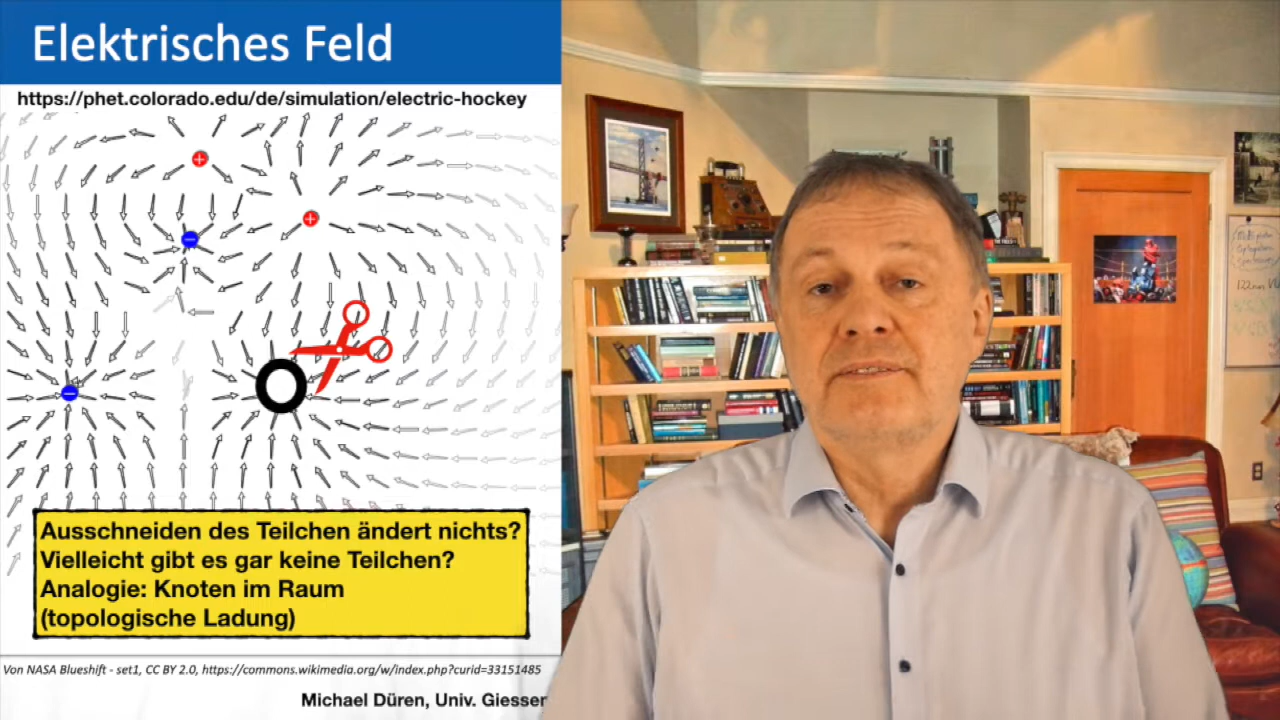 Elektrisches Feld
https://phet.colorado.edu/de/simulation/electric-hockey
Ausschneiden des Teilchen ändert nichts?
Vielleicht gibt es gar keine Teilchen?
Analogie: Knoten im Raum
(topologische Ladung)
Von NASA Blueshift - set1, CC BY 2.0, https://commons.wikimedia.org/w/index.php?curid=33151485
Michael Düren, Univ. Giessen